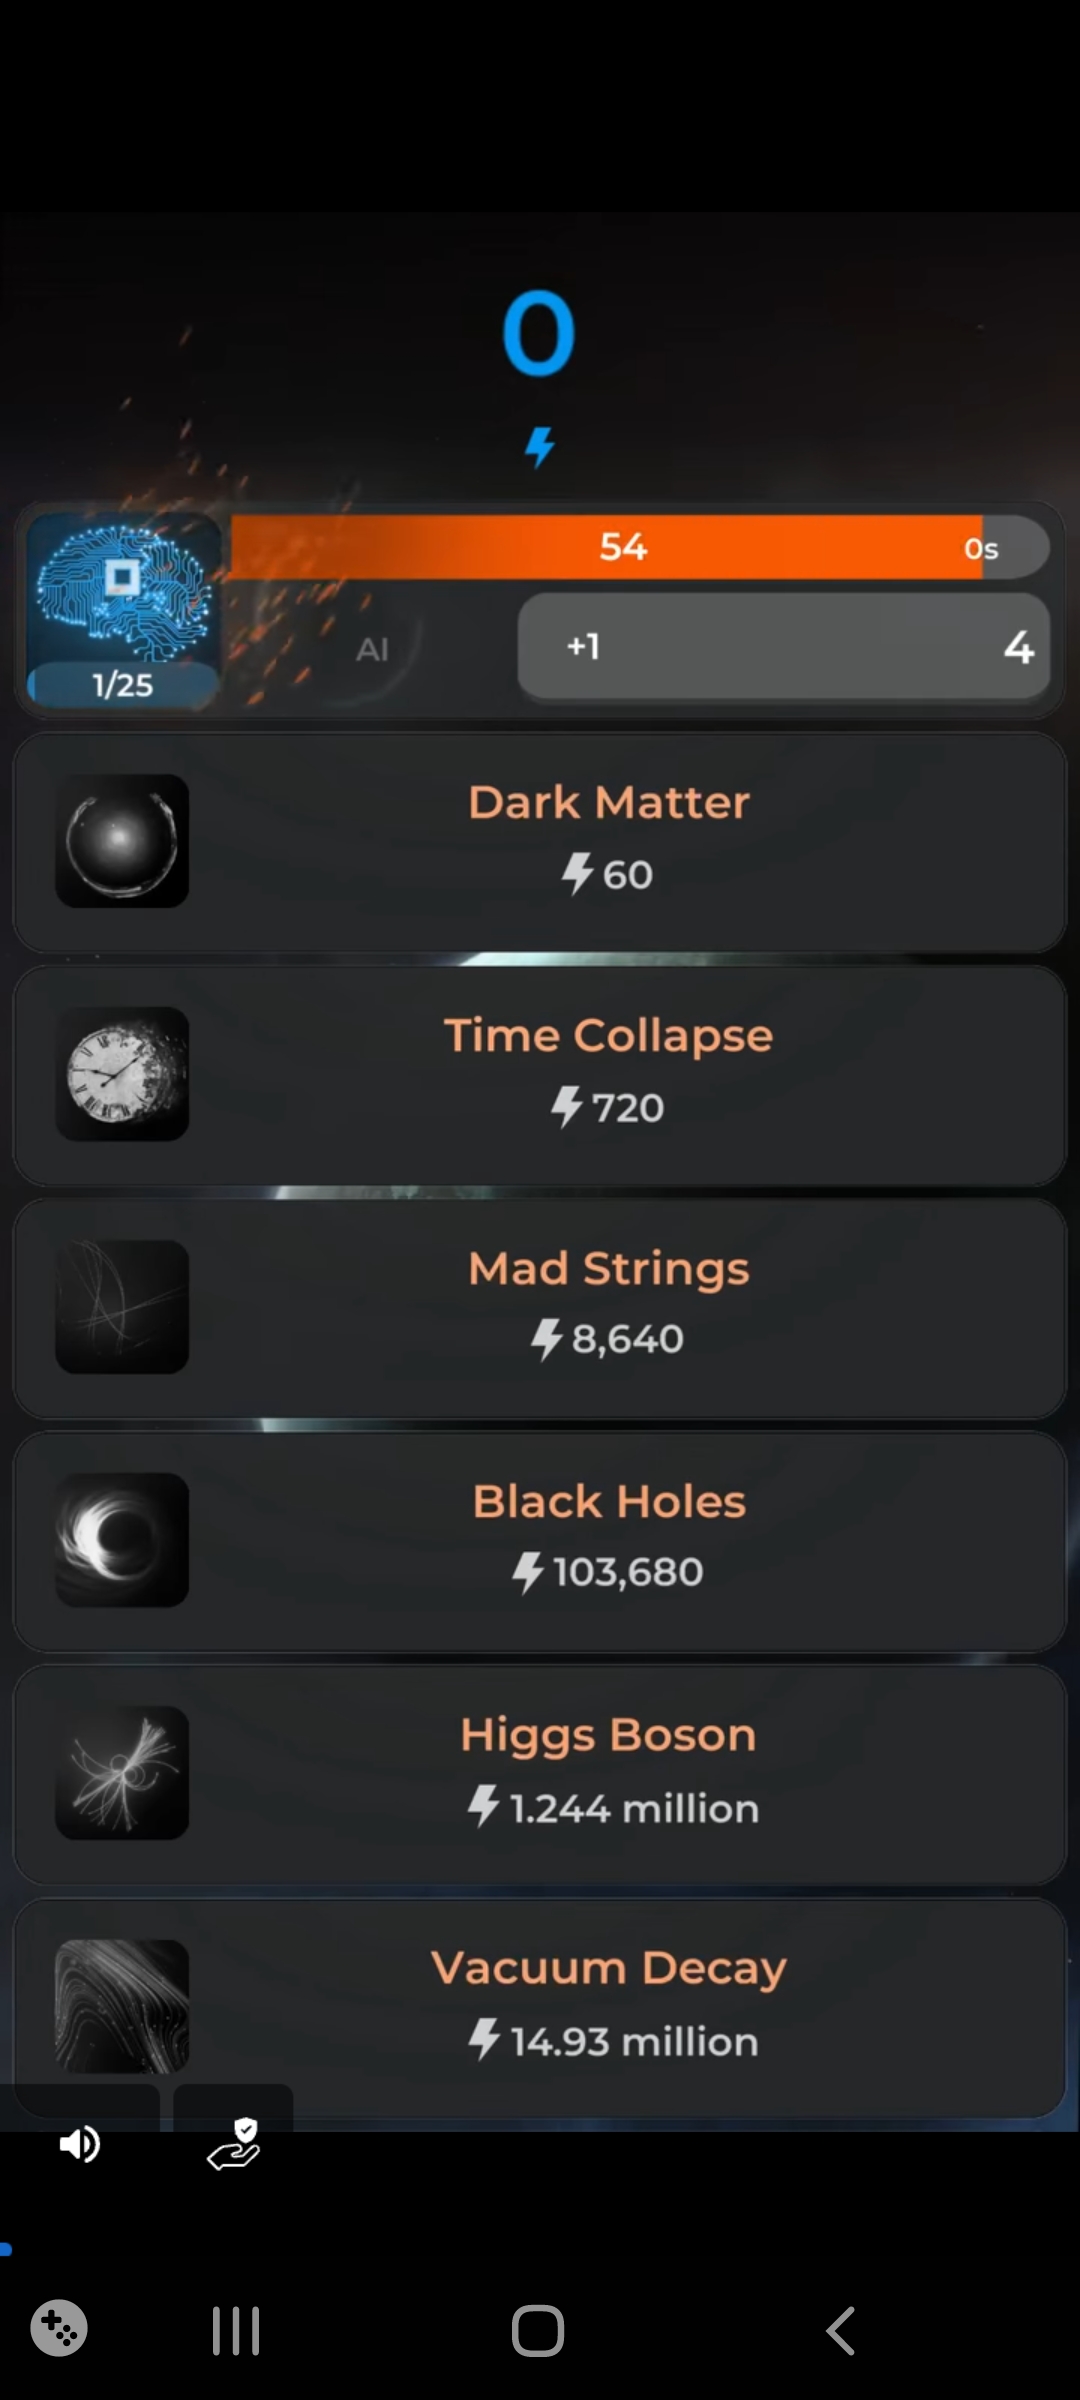 0
54 0s
AI +1 4
1/25
Dark Matter
60
Time Collapse
720
Mad Strings
8,640
Black Holes
103,680
Higgs Boson
1.244 million
Vacuum Decay
14.93 million